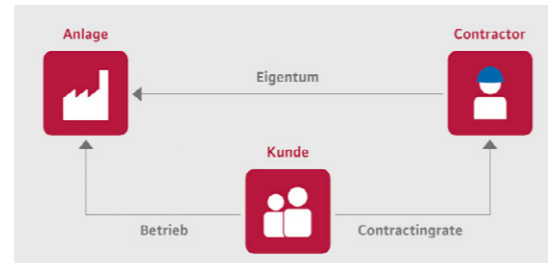 Anlage
Contractor
Eigentum
Kunde
Betrieb
Contractingrate